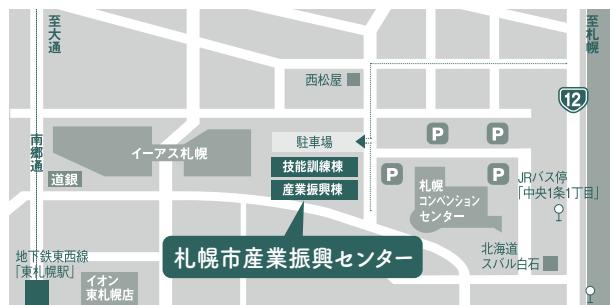 至大通
至札幌
西松屋
12
南郷通
イーアス札幌
駐車場
P
P
技能訓練棟
産業振興棟
P
P
道銀
札幌
コンベンション
センター
JRバス停
「中央1条1丁目」
札幌市産業振興センター
地下鉄東西線
「東札幌駅」
イオン
東札幌店
北海道
スバル白石